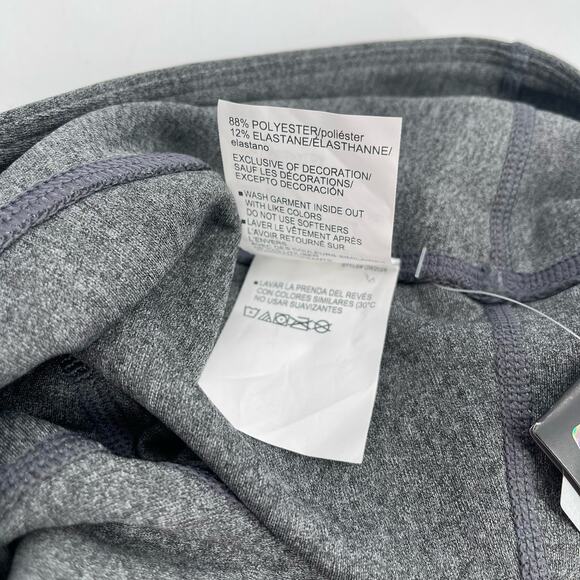 88% POLYESTER/poliéster
12% ELASTANE/ÉLASTHANNE/
elastano
EXCLUSIVE OF DECORATION/
SAUF LES DÉCORATIONS/
EXCEPTO DECORACIÓN
■ WASH GARMENT INSIDE OUT
WITH LIKE COLORS
DO NOT USE SOFTENERS
■ LAVER LE VÊTEMENT APRÈS
L'AVOIR RETOURNÉ SUR
L'ENVERS
■ LAVAR LA PRENDA DEL REVÉS
CON COLORES SIMILARES (30°C
NO USAR SUAVIZANTES